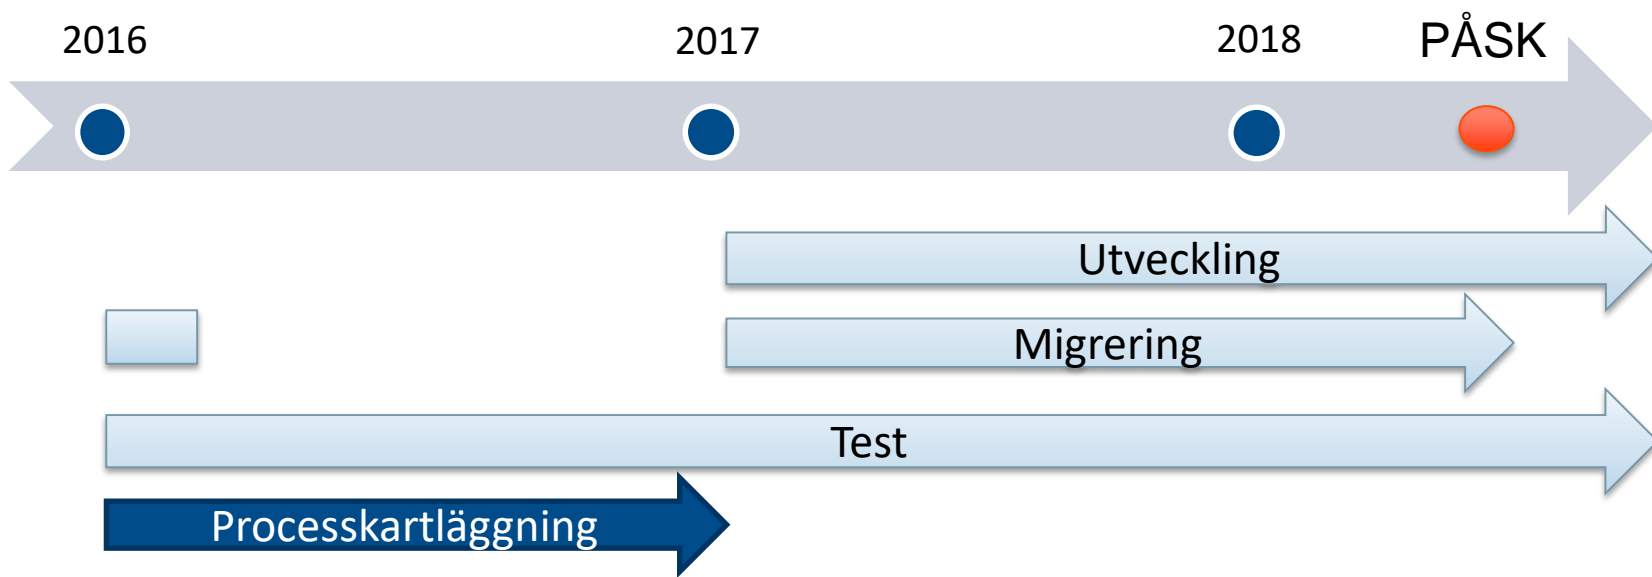 2016
2017
2018
PÅSK
Utveckling
Migrering
Test
Processkartläggning